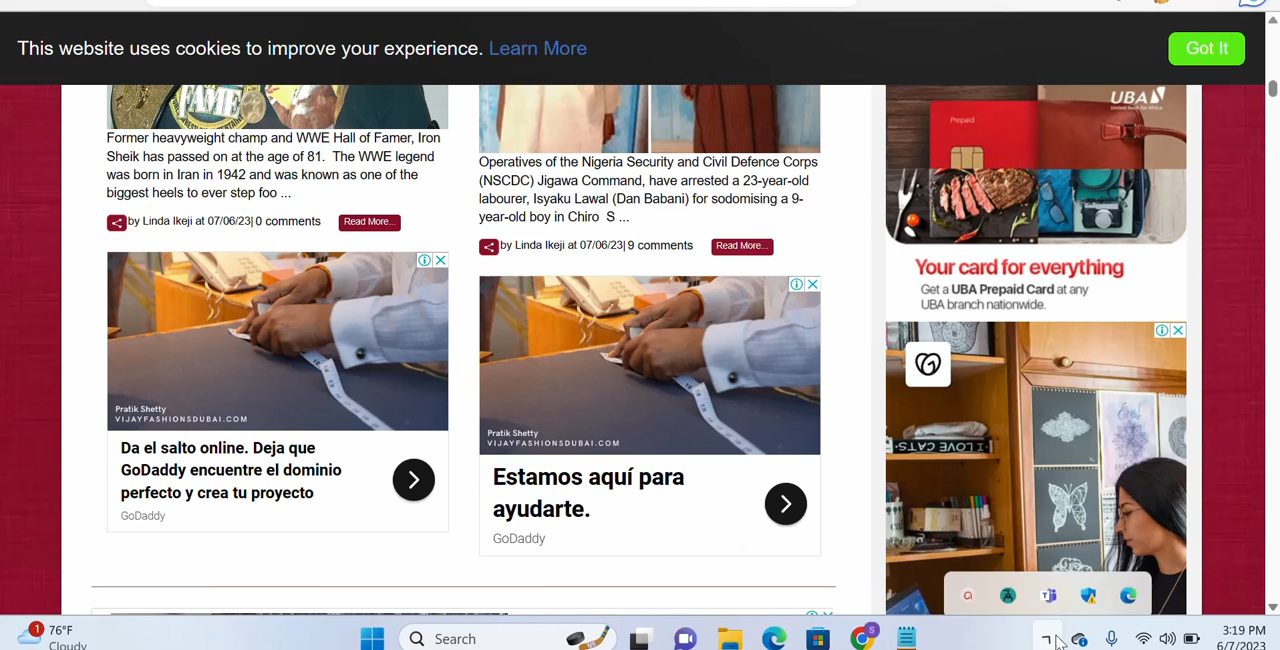 This website uses cookies to improve your experience. Learn More
Got It
FAME
Former heavyweight champ and WWE Hall of Famer, Iron
Sheik has passed on at the age of 81. The WWE legend
was born in Iran in 1942 and was known as one of the
biggest heels to ever step foo ...
by Linda Ikeji at 07/06/23| 0 comments
Read More...
Operatives of the Nigeria Security and Civil Defence Corps
(NSCDC) Jigawa Command, have arrested a 23-year-old
labourer, Isyaku Lawal (Dan Babani) for sodomising a 9-
year-old boy in Chiro S ...
by Linda Ikeji at 07/06/23| 9 comments
Read More...
Pratik Shetty
VIJAYFASHIONSDUBAI.COM
Da el salto online. Deja que
GoDaddy encuentre el dominio
perfecto y crea tu proyecto
GoDaddy
Pratik Shetty
VIJAYFASHIONSDUBAI.COM
Estamos aquí para
ayudarte.
GoDaddy
UBA
Prepaid
Your card for everything
Get a UBA Prepaid Card at any
UBA branch nationwide.
I LOVE CATS
1
76°F
Cloudy
Search
S
3:19 PM
6/7/2023